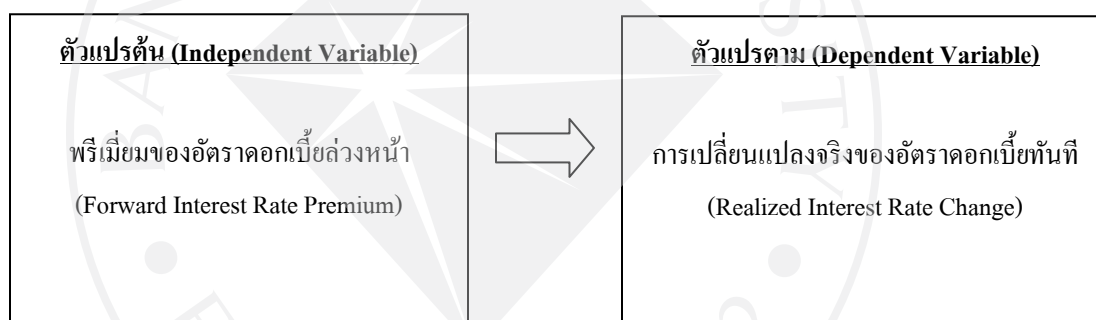 ตัวแปรต้น (Independent Variable)
พรีเมี่ยมของอัตราดอกเบี้ยล่วงหน้า
(Forward Interest Rate Premium)
ตัวแปรตาม (Dependent Variable)
การเปลี่ยนแปลงจริงของอัตราดอกเบี้ยทันที
(Realized Interest Rate Change)